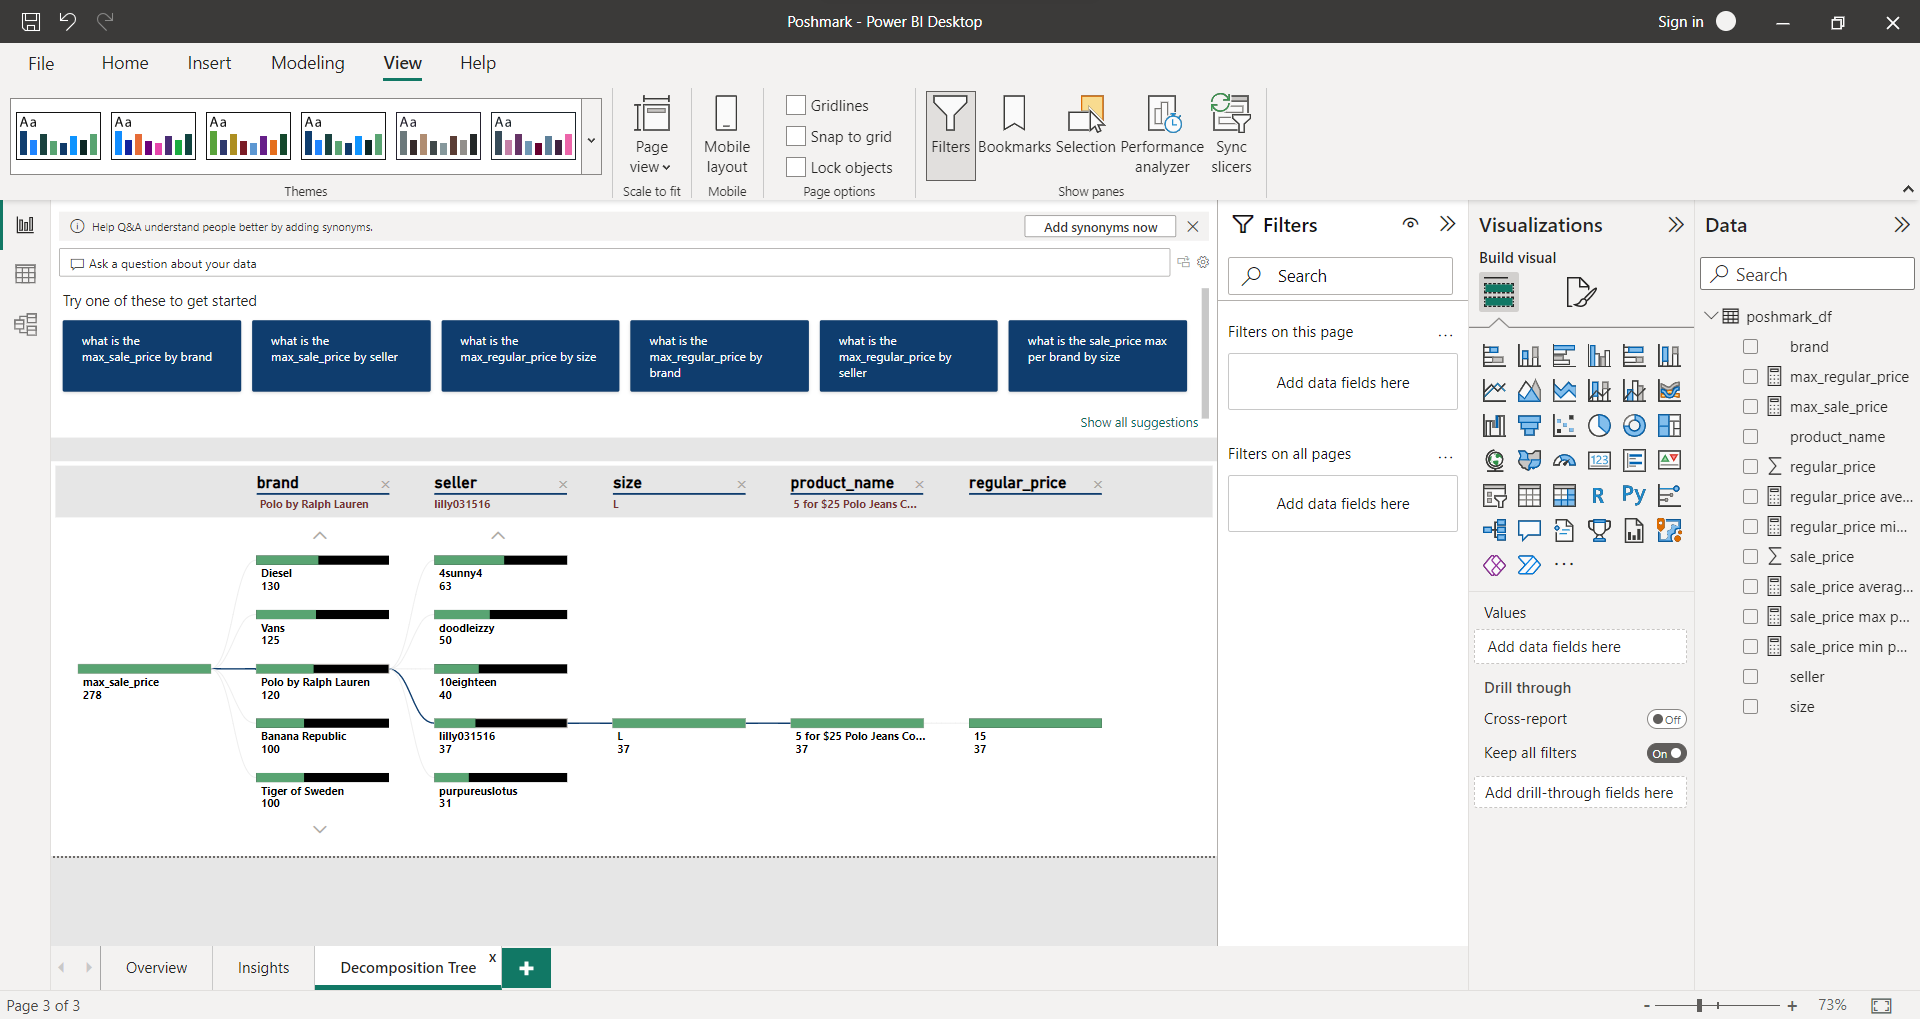 Poshmark - Power BI Desktop
Sign in
File Home Insert Modeling View Help
Aa Aa Aa Aa Aa Aa
Themes
Page view
Scale to fit
Mobile layout
Mobile
Gridlines
Snap to grid
Lock objects
Page options
Filters
Bookmarks
Selection
Performance analyzer
Sync slicers
Show panes
Help Q&A understand people better by adding synonyms.
Add synonyms now
Ask a question about your data
Try one of these to get started
what is the
max_sale_price by brand
what is the
max_sale_price by seller
what is the
max_regular_price by size
what is the
max_regular_price by
brand
what is the
max_regular_price by
seller
what is the sale_price max
per brand by size
Show all suggestions
brand
Polo by Ralph Lauren
seller
lilly031516
size
L
product_name
5 for $25 Polo Jeans C...
regular_price
max_sale_price
278
Diesel
130
Vans
125
Polo by Ralph Lauren
120
Banana Republic
100
Tiger of Sweden
100
4sunny4
63
doodleizzy
50
10eighteen
40
lilly031516
37
purpureuslotus
31
L
37
5 for $25 Polo Jeans Co...
37
15
37
Filters
Search
Filters on this page
...
Add data fields here
Filters on all pages
...
Add data fields here
Visualizations
Build visual
123
R
Py
...
Values
Add data fields here
Drill through
Cross-report
Off
Keep all filters
On
Add drill-through fields here
Data
Search
poshmark_df
brand
max_regular_price
max_sale_price
product_name
regular_price
regular_price ave...
regular_price mi...
sale_price
sale_price averag...
sale_price max p...
sale_price min p...
seller
size
Overview
Insights
Decomposition Tree
x
Page 3 of 3
- + 73%